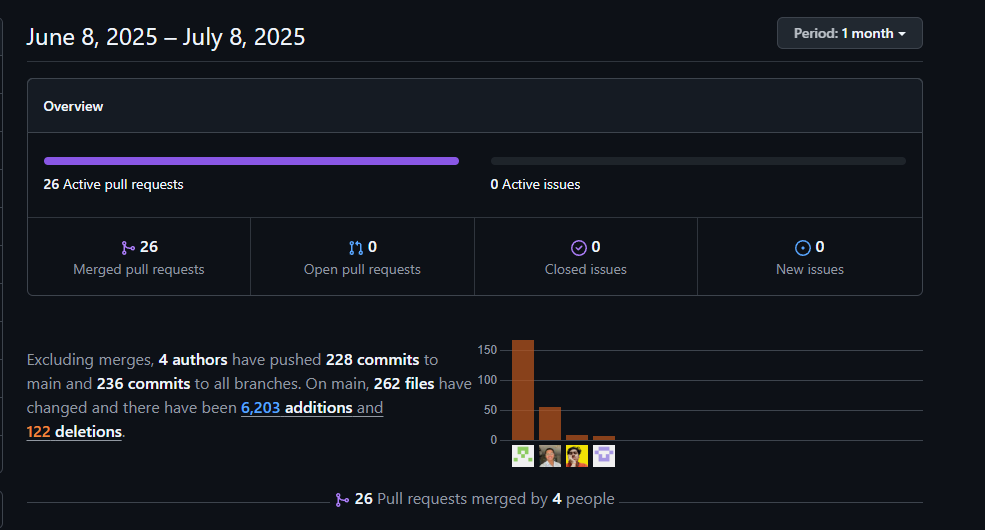 June 8, 2025 – July 8, 2025
Period: 1 month
Overview
26 Active pull requests
0 Active issues
26
Merged pull requests
0
Open pull requests
0
Closed issues
0
New issues
Excluding merges, 4 authors have pushed 228 commits to
main and 236 commits to all branches. On main, 262 files have
changed and there have been 6,203 additions and
122 deletions.
150
100
50
0
26 Pull requests merged by 4 people